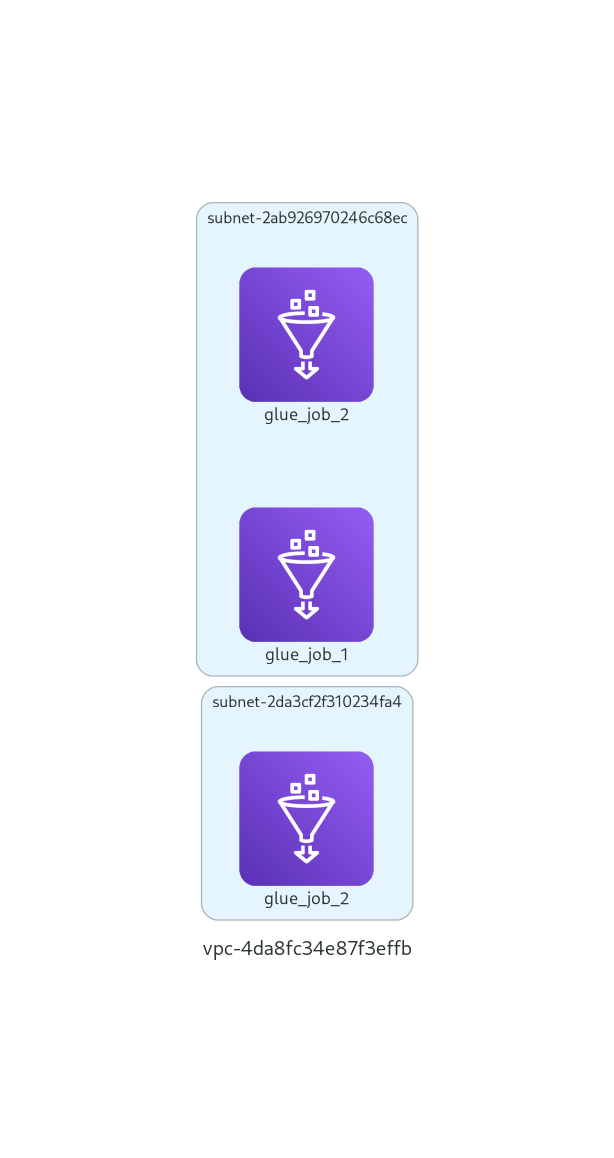 subnet-2ab926970246c68ec
glue_job_2
glue_job_1
subnet-2da3cf2f310234fa4
glue_job_2
vpc-4da8fc34e87f3effb